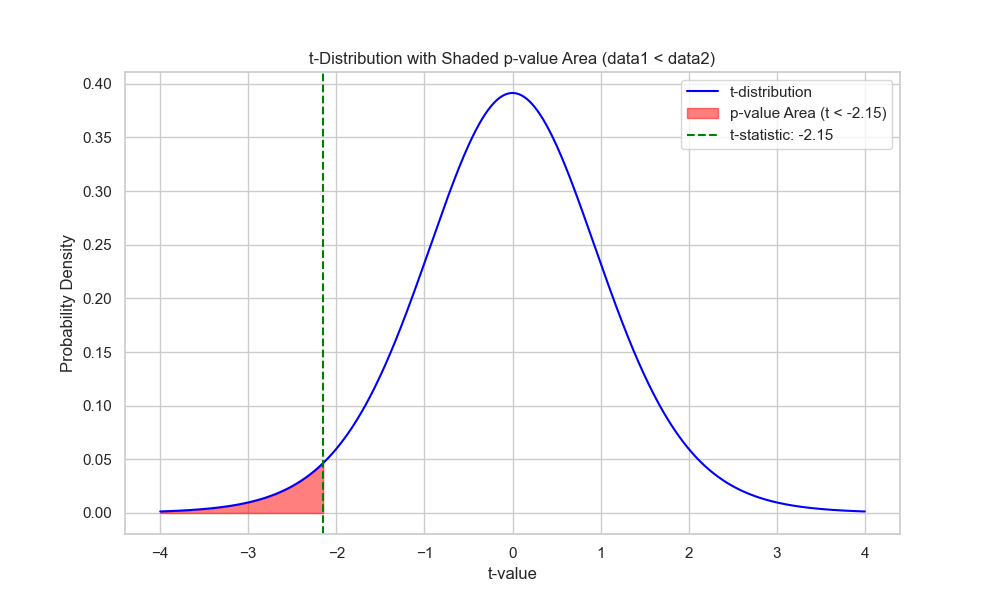 t-Distribution with Shaded p-value Area (data1 < data2)
t-distribution
p-value Area (t < -2.15)
t-statistic: -2.15
Probability Density
0.40
0.35
0.30
0.25
0.20
0.15
0.10
0.05
0.00
−4 −3 −2 −1 0 1 2 3 4
t-value